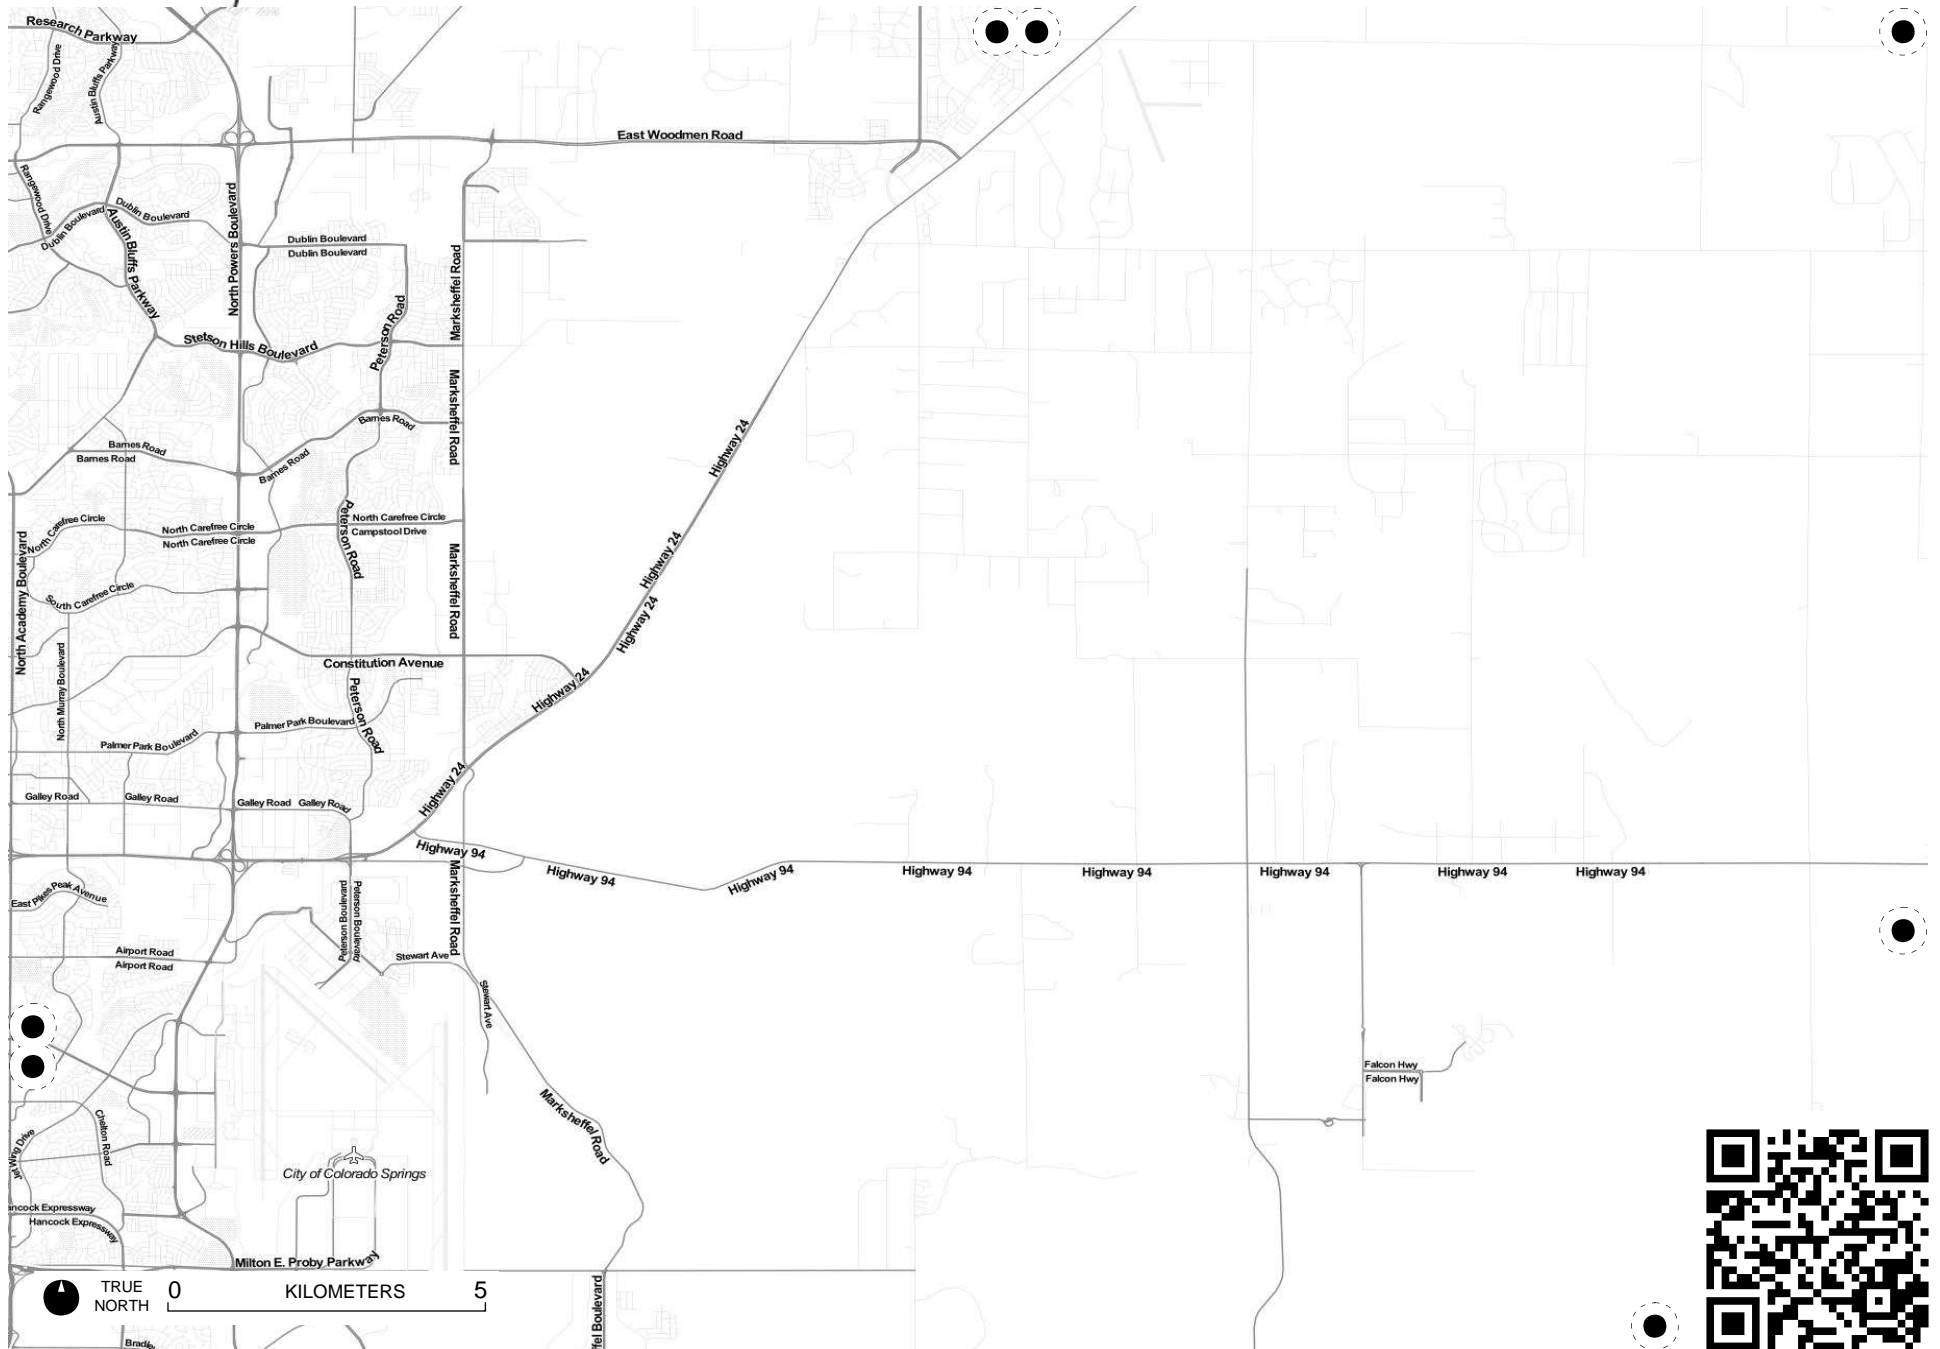 Research Parkway
Rangewood Drive
Austin Bluffs Parkway
East Woodmen Road
Rangewood Drive
Dublin Boulevard
Dublin Boulevard
Austin Bluffs Parkway
North Powers Boulevard
Dublin Boulevard
Dublin Boulevard
Marksheffel Road
Peterson Road
Stetson Hills Boulevard
Marksheffel Road
Barnes Road
Barnes Road
Barnes Road
Barnes Road
Highway 24
North Carefree Circle
North Carefree Circle
North Carefree Circle
North Carefree Circle
Campstool Drive
Peterson Road
Highway 24
North Academy Boulevard
South Carefree Circle
Marksheffel Road
Highway 24
North Murray Boulevard
Constitution Avenue
Highway 24
Peterson Road
Palmer Park Boulevard
Palmer Park Boulevard
Highway 24
Galley Road
Galley Road
Galley Road
Galley Road
Highway 94
Highway 94
Highway 94
Highway 94
Highway 94
Highway 94
Highway 94
Highway 94
East Pikes Peak Avenue
Peterson Boulevard
Peterson Boulevard
Marksheffel Road
Airport Road
Airport Road
Stewart Ave
Stewart Ave
Falcon Hwy
Falcon Hwy
Marksheffel Road
Chelton Road
Jet Wing Drive
City of Colorado Springs
ancock Expressway
Hancock Expressway
Milton E. Proby Parkway
TRUE
NORTH
0
KILOMETERS
5
ffel Boulevard
Bradle